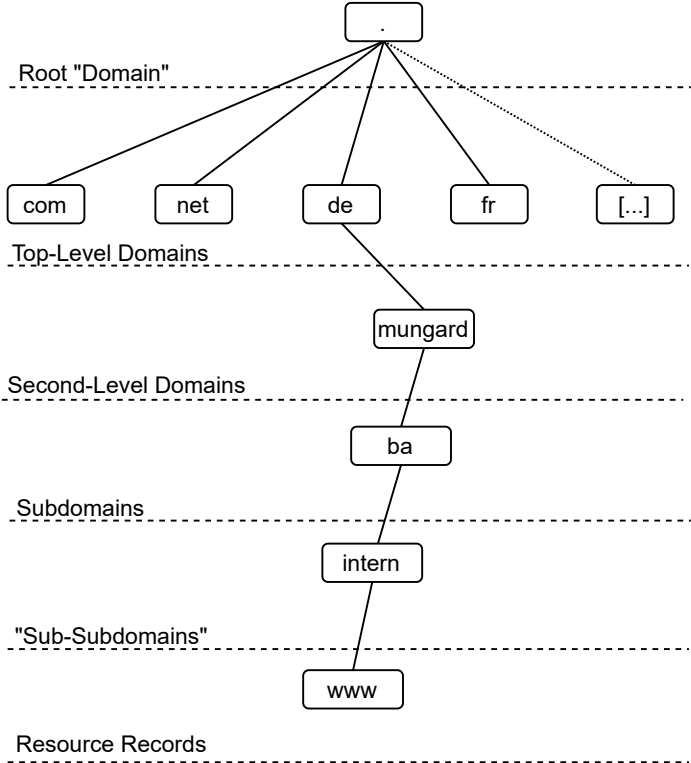 .
Root "Domain"
com net de fr [...]
Top-Level Domains
mungard
Second-Level Domains
ba
Subdomains
intern
"Sub-Subdomains"
www
Resource Records